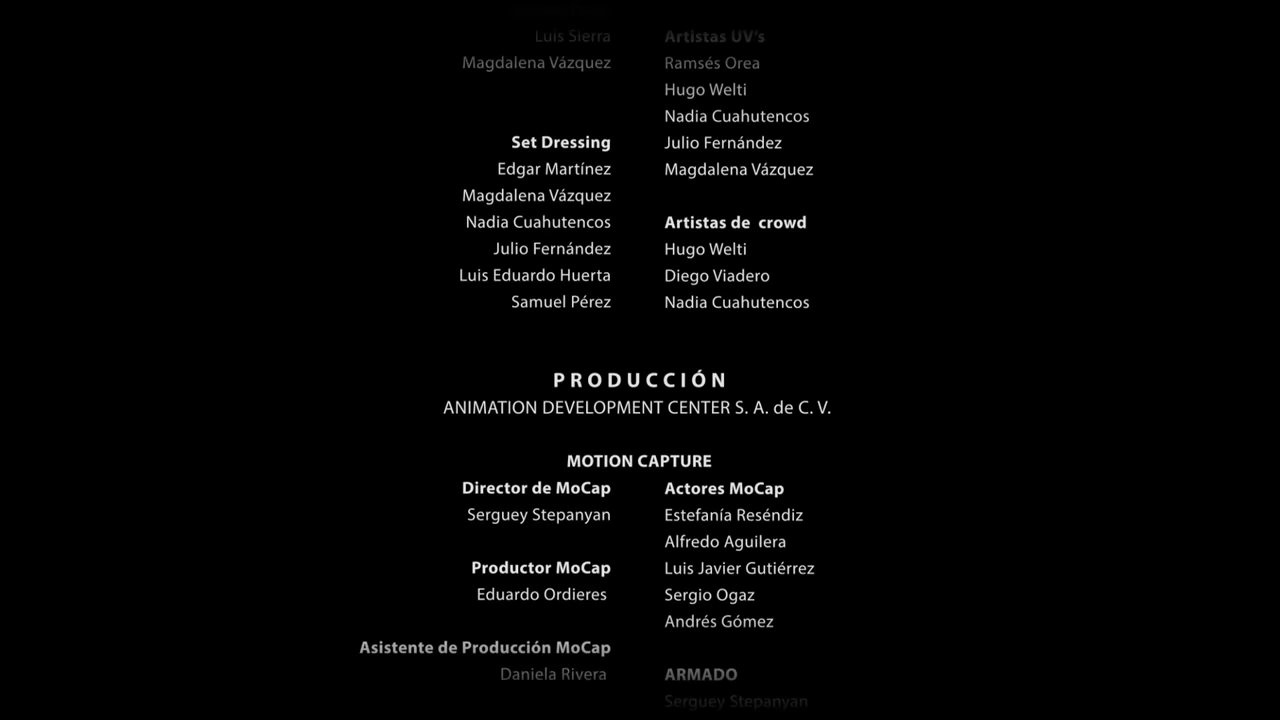 Luis Sierra
Magdalena Vázquez
Set Dressing
Edgar Martínez
Magdalena Vázquez
Nadia Cuahutencos
Julio Fernández
Luis Eduardo Huerta
Samuel Pérez
Artistas UV's
Ramsés Orea
Hugo Welti
Nadia Cuahutencos
Julio Fernández
Magdalena Vázquez
Artistas de crowd
Hugo Welti
Diego Viadero
Nadia Cuahutencos
PRODUCCIÓN
ANIMATION DEVELOPMENT CENTER S. A. de C. V.
MOTION CAPTURE
Director de MoCap
Serguey Stepanyan
Productor MoCap
Eduardo Ordieres
Asistente de Producción MoCap
Daniela Rivera
Actores MoCap
Estefanía Reséndiz
Alfredo Aguilera
Luis Javier Gutiérrez
Sergio Ogaz
Andrés Gómez
ARMADO
Serguey Stepanyan